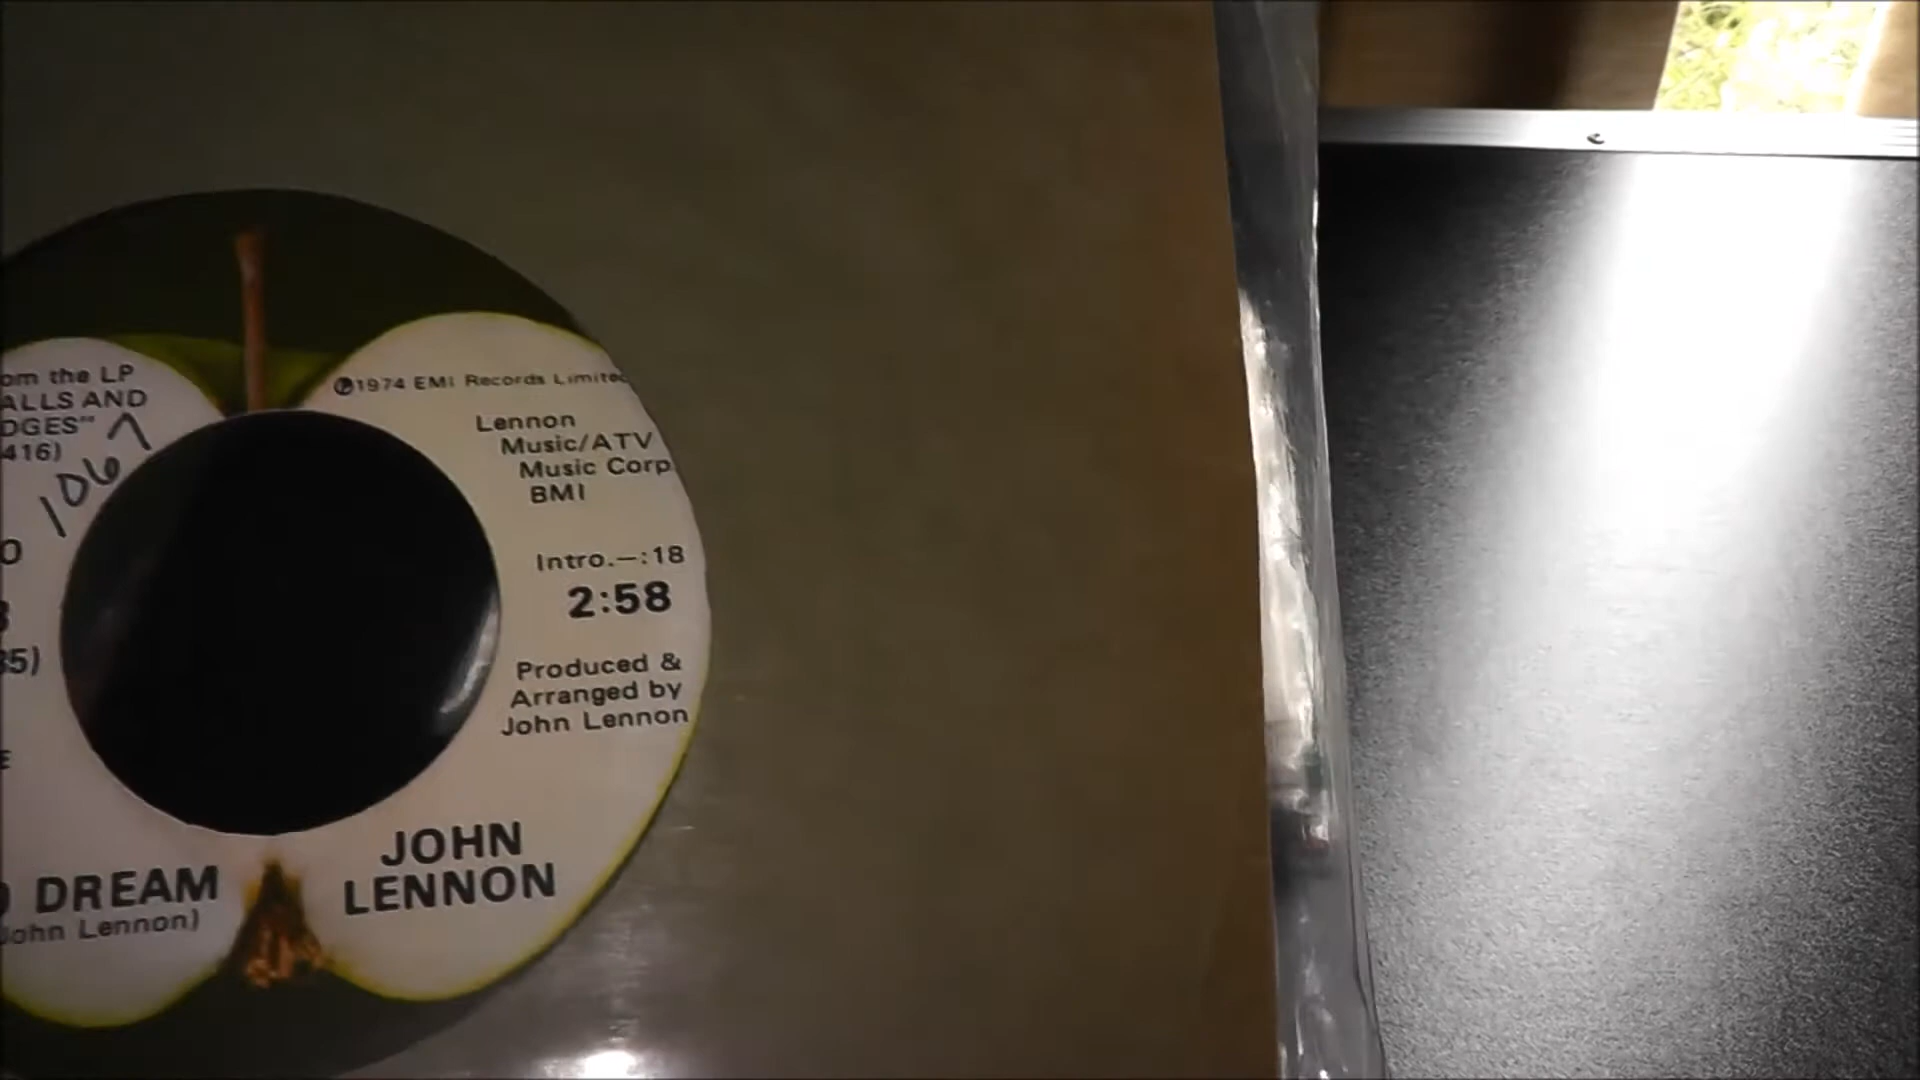 om the LP
ALLS AND
DGES"
416)
1067
O
35)
E
DREAM
John Lennon)
℗1974 EMI Records Limited
Lennon
Music/ATV
Music Corp
BMI
Intro.—:18
2:58
Produced &
Arranged by
John Lennon
JOHN
LENNON